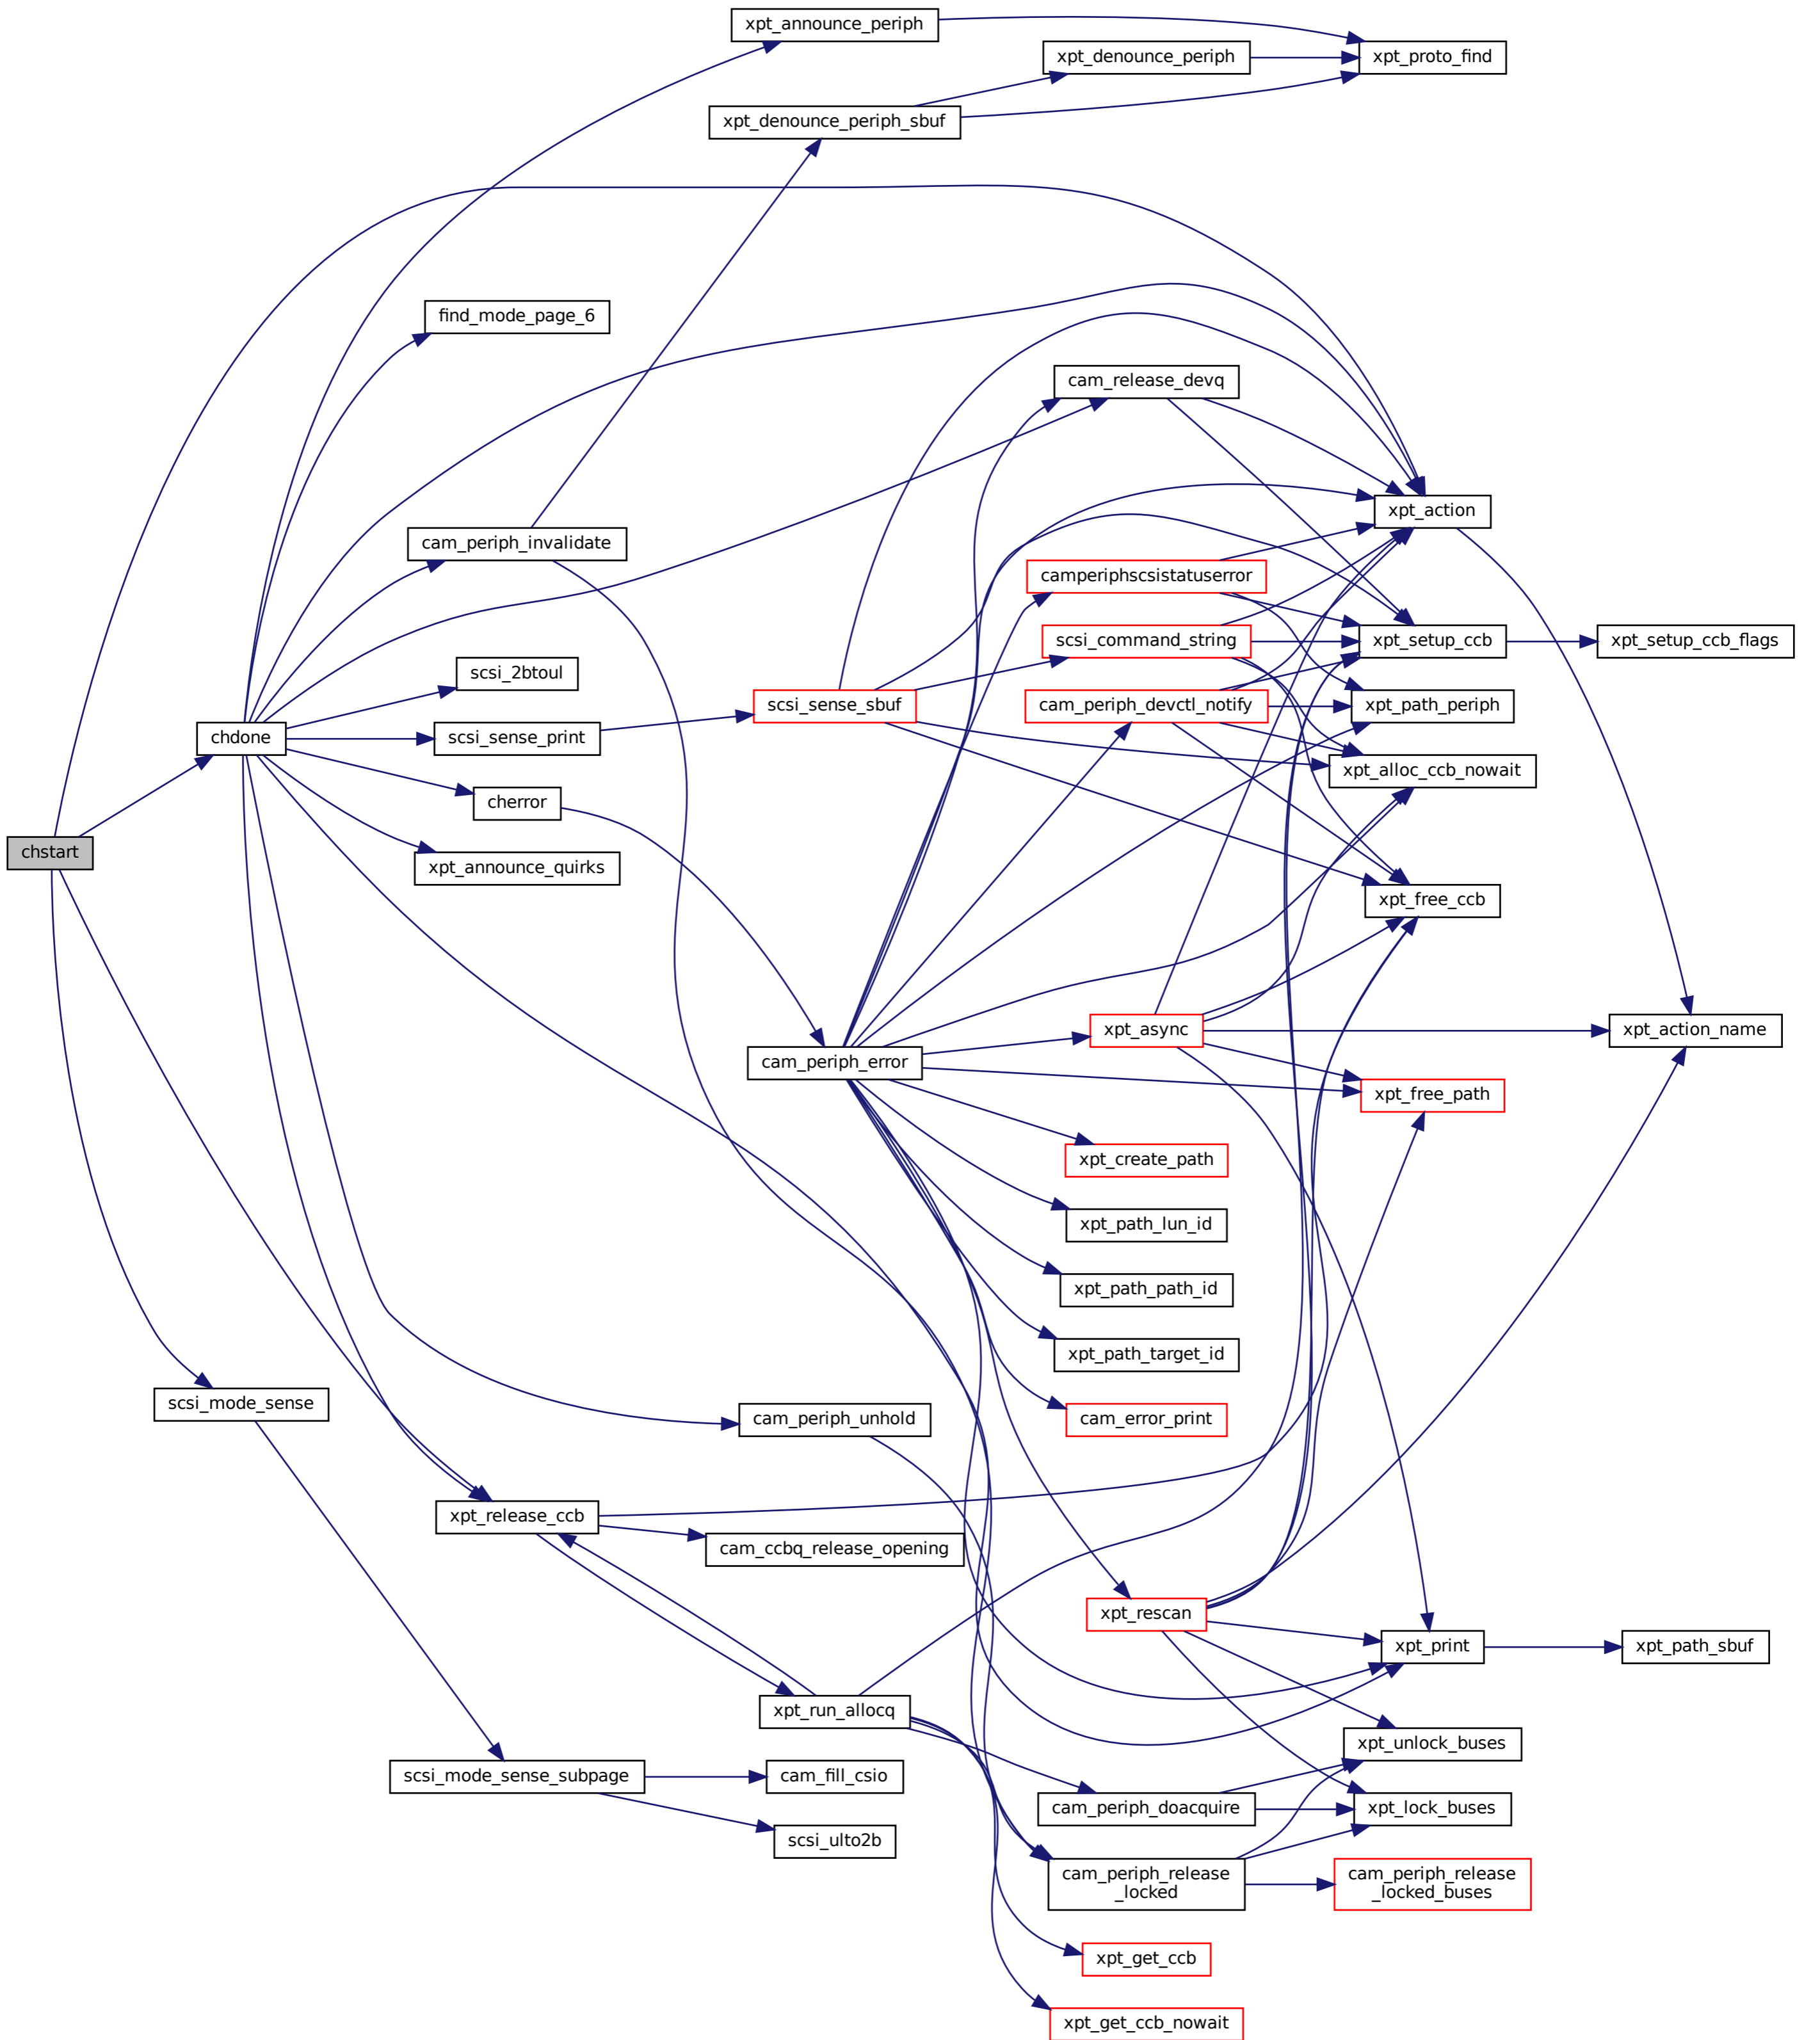 xpt_announce_periph
xpt_denounce_periph
xpt_proto_find
xpt_denounce_periph_sbuf
find_mode_page_6
cam_release_devq
xpt_action
cam_periph_invalidate
camperiphscsistatuserror
scsi_command_string
xpt_setup_ccb
xpt_setup_ccb_flags
scsi_2btoul
scsi_sense_sbuf
cam_periph_devctl_notify
xpt_path_periph
chdone
scsi_sense_print
xpt_alloc_ccb_nowait
cherror
chstart
xpt_announce_quirks
xpt_free_ccb
xpt_async
xpt_action_name
cam_periph_error
xpt_free_path
xpt_create_path
xpt_path_lun_id
xpt_path_path_id
xpt_path_target_id
scsi_mode_sense
cam_periph_unhold
cam_error_print
xpt_release_ccb
cam_ccbq_release_opening
xpt_rescan
xpt_print
xpt_path_sbuf
xpt_run_allocq
xpt_unlock_buses
scsi_mode_sense_subpage
cam_fill_csio
cam_periph_doacquire
xpt_lock_buses
scsi_ulto2b
cam_periph_release
_locked
cam_periph_release
_locked_buses
xpt_get_ccb
xpt_get_ccb_nowait